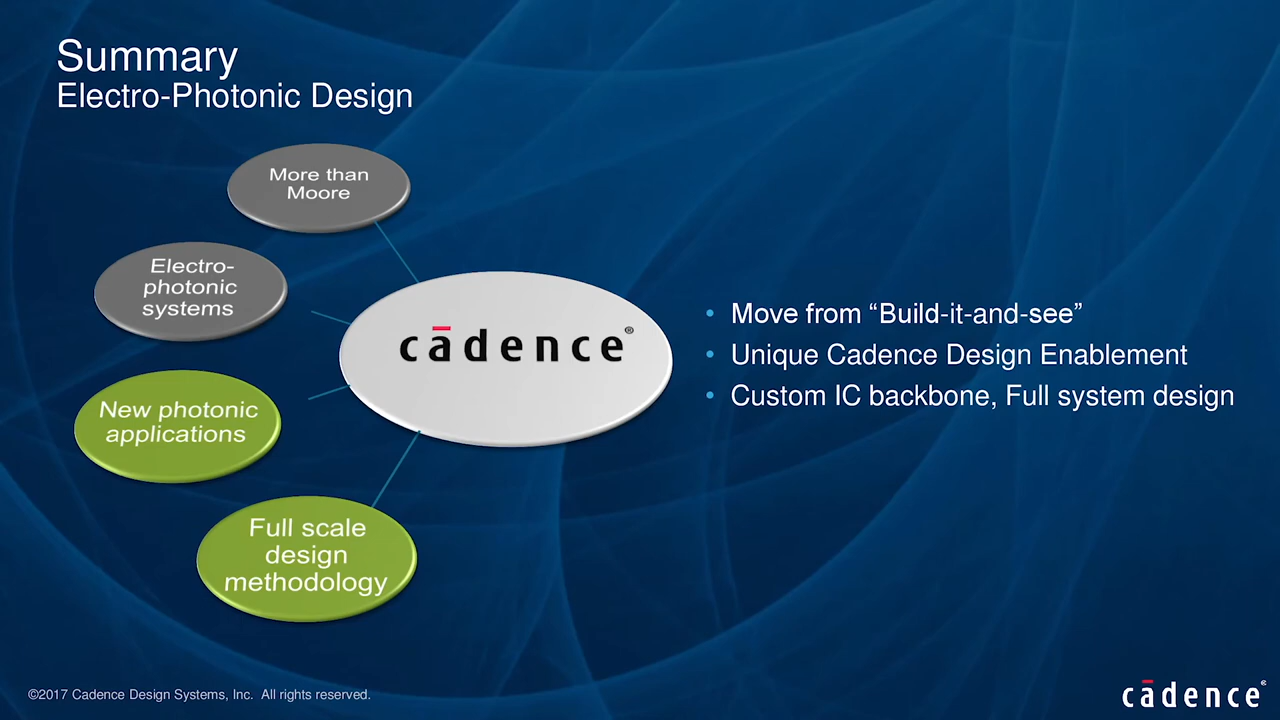 Summary
Electro-Photonic Design
More than
Moore
Electro-
photonic
systems
New photonic
applications
Full scale
design
methodology
cādence®
• Move from “Build-it-and-see”
• Unique Cadence Design Enablement
• Custom IC backbone, Full system design
©2017 Cadence Design Systems, Inc. All rights reserved.
cādence®